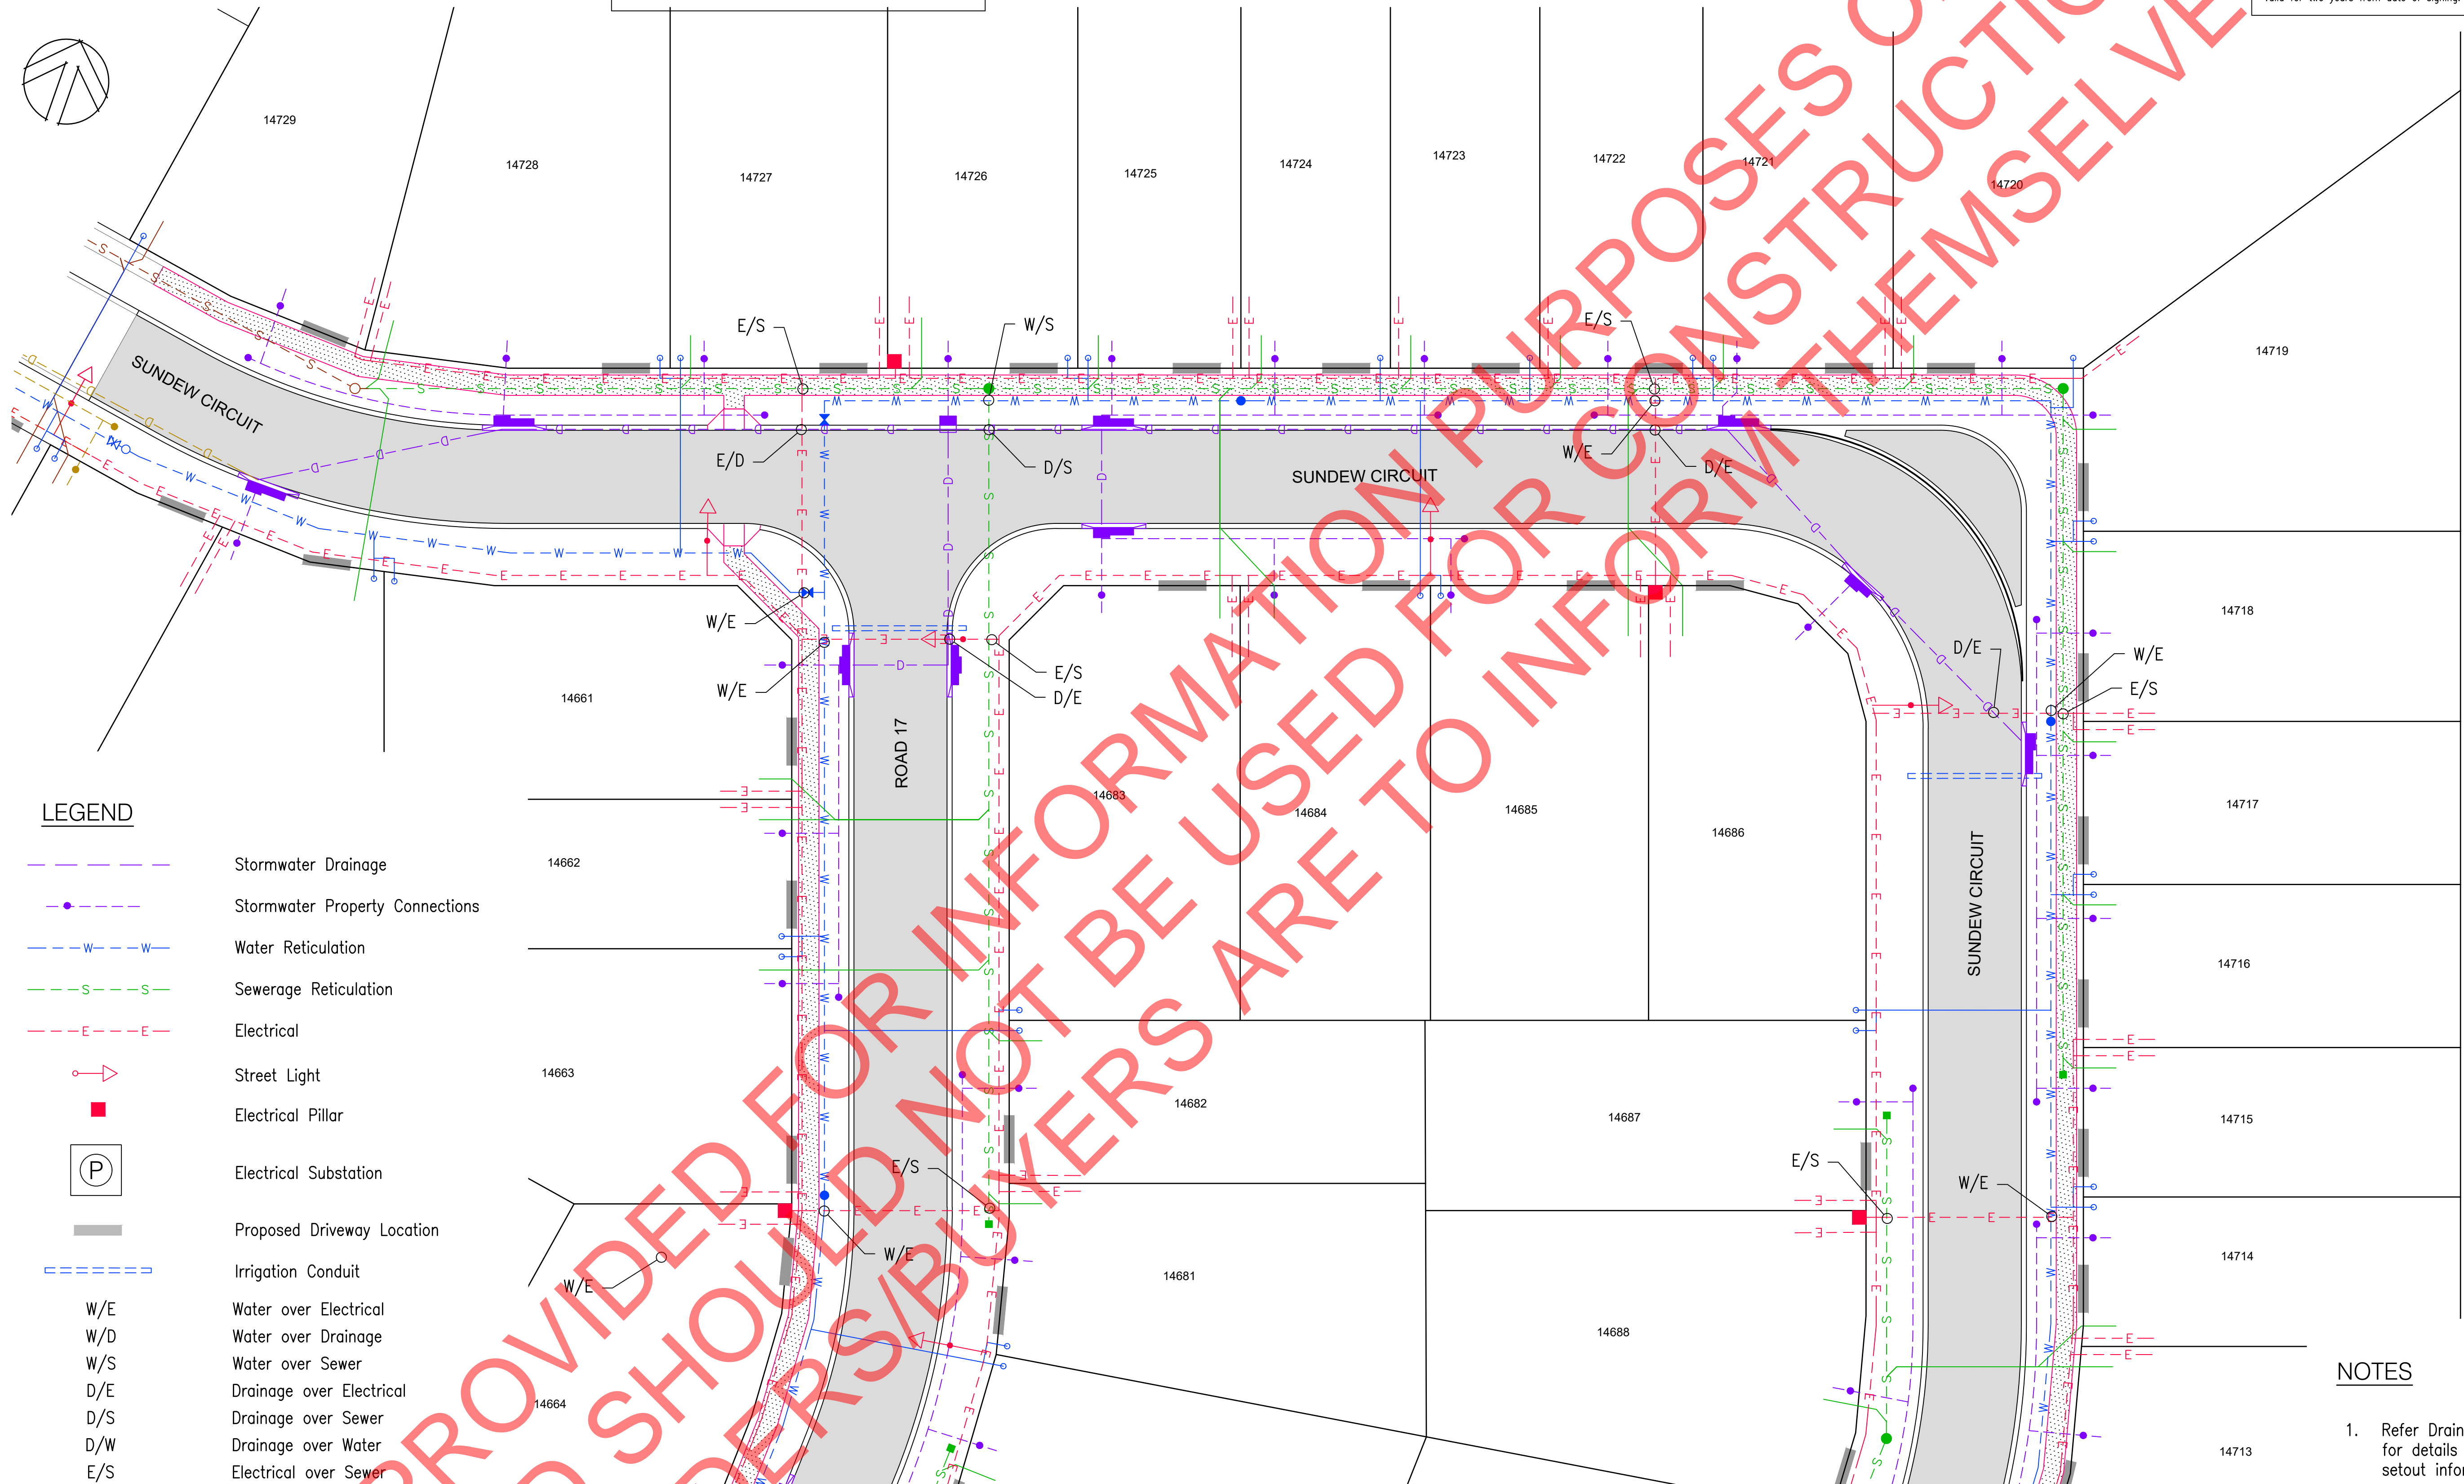 14729
14728
14727
14726
14725
14724
14723
14722
14721
14720
14719
E/S
W/S
E/S
SUNDEW CIRCUIT
E/D
D/S
SUNDEW CIRCUIT
W/E
D/E
W/E
W/E
E/S
D/E
14718
D/E
W/E
E/S
14661
ROAD 17
14683
14684
14685
14686
14717
SUNDEW CIRCUIT
14662
14716
14663
14682
14687
14715
E/S
E/S
W/E
W/E
W/E
14681
14714
14688
14664
14713
LEGEND
Stormwater Drainage
Stormwater Property Connections
W W Water Reticulation
S S Sewerage Reticulation
E E Electrical
Street Light
Electrical Pillar
P Electrical Substation
Proposed Driveway Location
Irrigation Conduit
W/E Water over Electrical
W/D Water over Drainage
W/S Water over Sewer
D/E Drainage over Electrical
D/S Drainage over Sewer
D/W Drainage over Water
E/S Electrical over Sewer
NOTES
1. Refer Drain
for details
setout infor
PROVIDED FOR INFORMATION PURPOSES O
D SHOULD NOT BE USED FOR CONSTRUCTIO
DERS/BUYERS ARE TO INFORM THEMSELVE